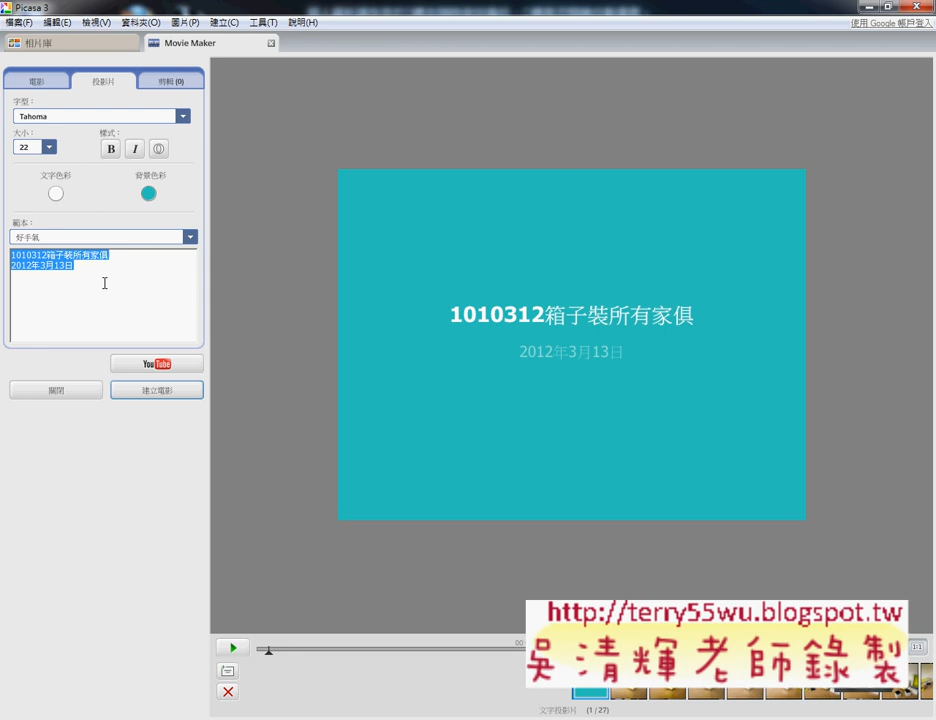 Picasa 3
檔案(F) 編輯(E) 檢視(V) 資料夾(O) 圖片(P) 建立(C) 工具(T) 說明(H)
使用 Google 帳戶登入
相片庫
Movie Maker
電影
投影片
剪輯 (0)
字型：
Tahoma
大小：
樣式：
22
B I
文字色彩
背景色彩
範本：
好手氣
1010312箱子裝所有家俱
2012年3月13日
YouTube
關閉
建立電影
1010312箱子裝所有家俱
2012年3月13日
00
1:1
http://terry55wu.blogspot.tw
吳清輝老師錄製
文字投影片 (1 / 27)